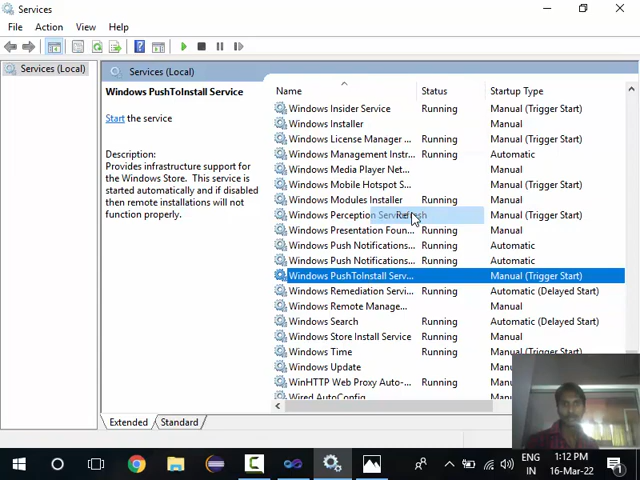 Services
File Action View Help
Services (Local)
Services (Local)
Windows PushToInstall Service
Start the service
Description:
Provides infrastructure support for
the Windows Store. This service is
started automatically and if disabled
then remote installations will not
function properly.
Name Status Startup Type
Windows Insider Service Running Manual (Trigger Start)
Windows Installer Manual
Windows License Manager ... Running Manual (Trigger Start)
Windows Management Instr... Running Automatic
Windows Media Player Net... Manual
Windows Mobile Hotspot S... Manual (Trigger Start)
Windows Modules Installer Running Manual
Windows Perception Service Refresh Manual (Trigger Start)
Windows Presentation Foun... Running Manual
Windows Push Notifications... Running Automatic
Windows Push Notifications... Running Automatic
Windows PushToInstall Serv... Manual (Trigger Start)
Windows Remediation Servi... Running Automatic (Delayed Start)
Windows Remote Manage... Manual
Windows Search Running Automatic (Delayed Start)
Windows Store Install Service Running Manual
Windows Time Running Manual
Windows Update Manual
WinHTTP Web Proxy Auto-... Running Manual
Wired AutoConfig
Extended Standard
ENG 1:12 PM
IN 16-Mar-22
1